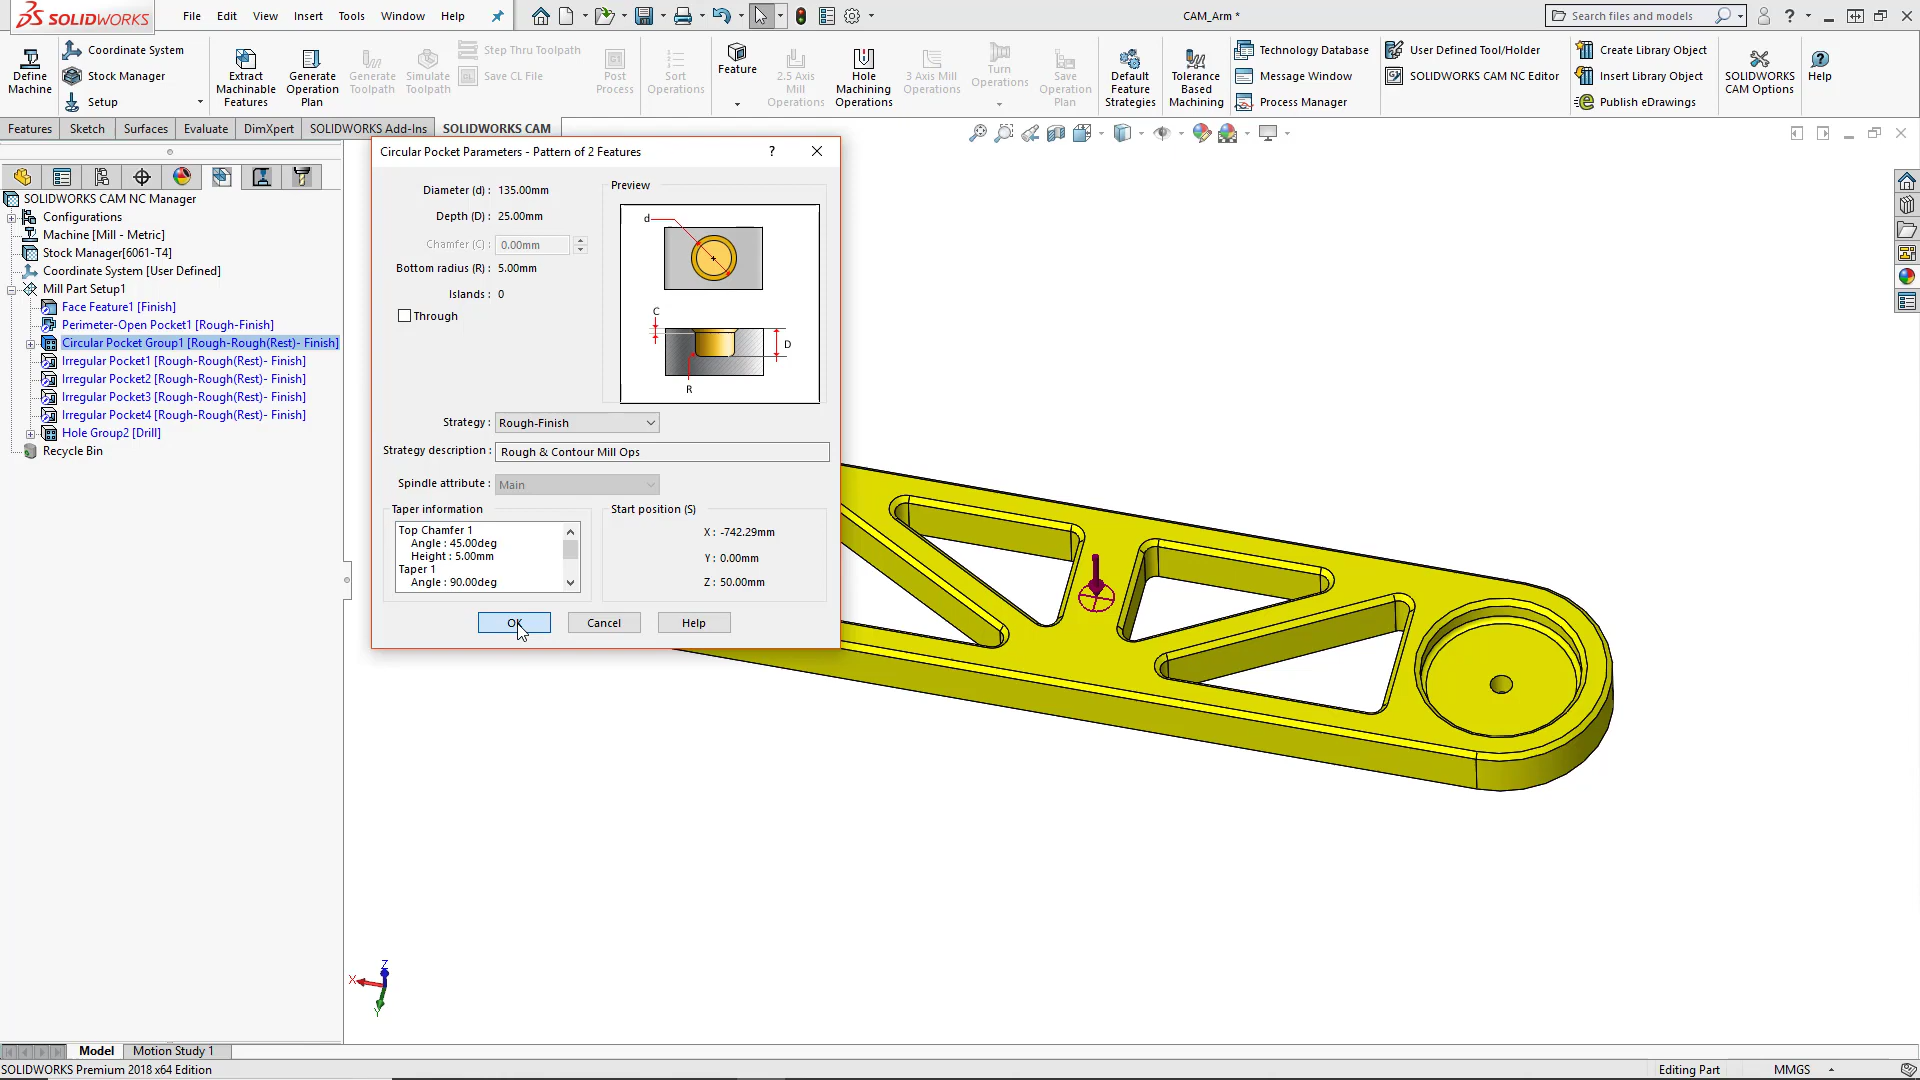 SOLIDWORKS
File Edit View Insert Tools Window Help
CAM_Arm *
Search files and models
Define Machine
Coordinate System
Stock Manager
Setup
Extract Machinable Features
Generate Operation Plan
Generate Toolpath
Simulate Toolpath
Step Thru Toolpath
Save CL File
Post Process
Sort Operations
Feature
2.5 Axis Mill Operations
Hole Machining Operations
3 Axis Mill Operations
Turn Operations
Save Operation Plan
Default Feature Strategies
Tolerance Based Machining
Technology Database
Message Window
Process Manager
User Defined Tool/Holder
SOLIDWORKS CAM NC Editor
Create Library Object
Insert Library Object
Publish eDrawings
SOLIDWORKS CAM Options
Help
Features Sketch Surfaces Evaluate DimXpert SOLIDWORKS Add-Ins SOLIDWORKS CAM
SOLIDWORKS CAM NC Manager
Configurations
Machine [Mill - Metric]
Stock Manager[6061-T4]
Coordinate System [User Defined]
Mill Part Setup1
Face Feature1 [Finish]
Perimeter-Open Pocket1 [Rough-Finish]
Circular Pocket Group1 [Rough-Rough(Rest)- Finish]
Irregular Pocket1 [Rough-Rough(Rest)- Finish]
Irregular Pocket2 [Rough-Rough(Rest)- Finish]
Irregular Pocket3 [Rough-Rough(Rest)- Finish]
Irregular Pocket4 [Rough-Rough(Rest)- Finish]
Hole Group2 [Drill]
Recycle Bin
Circular Pocket Parameters - Pattern of 2 Features
?
Diameter (d) : 135.00mm
Depth (D) : 25.00mm
Chamfer (C) : 0.00mm
Bottom radius (R) : 5.00mm
Islands : 0
Through
Preview
d
C
D
R
Strategy : Rough-Finish
Strategy description : Rough & Contour Mill Ops
Spindle attribute : Main
Taper information
Top Chamfer 1
Angle : 45.00deg
Height : 5.00mm
Taper 1
Angle : 90.00deg
Start position (S)
X : -742.29mm
Y : 0.00mm
Z : 50.00mm
OK Cancel Help
Z
X
Y
Model Motion Study 1
SOLIDWORKS Premium 2018 x64 Edition
Editing Part
MMGS